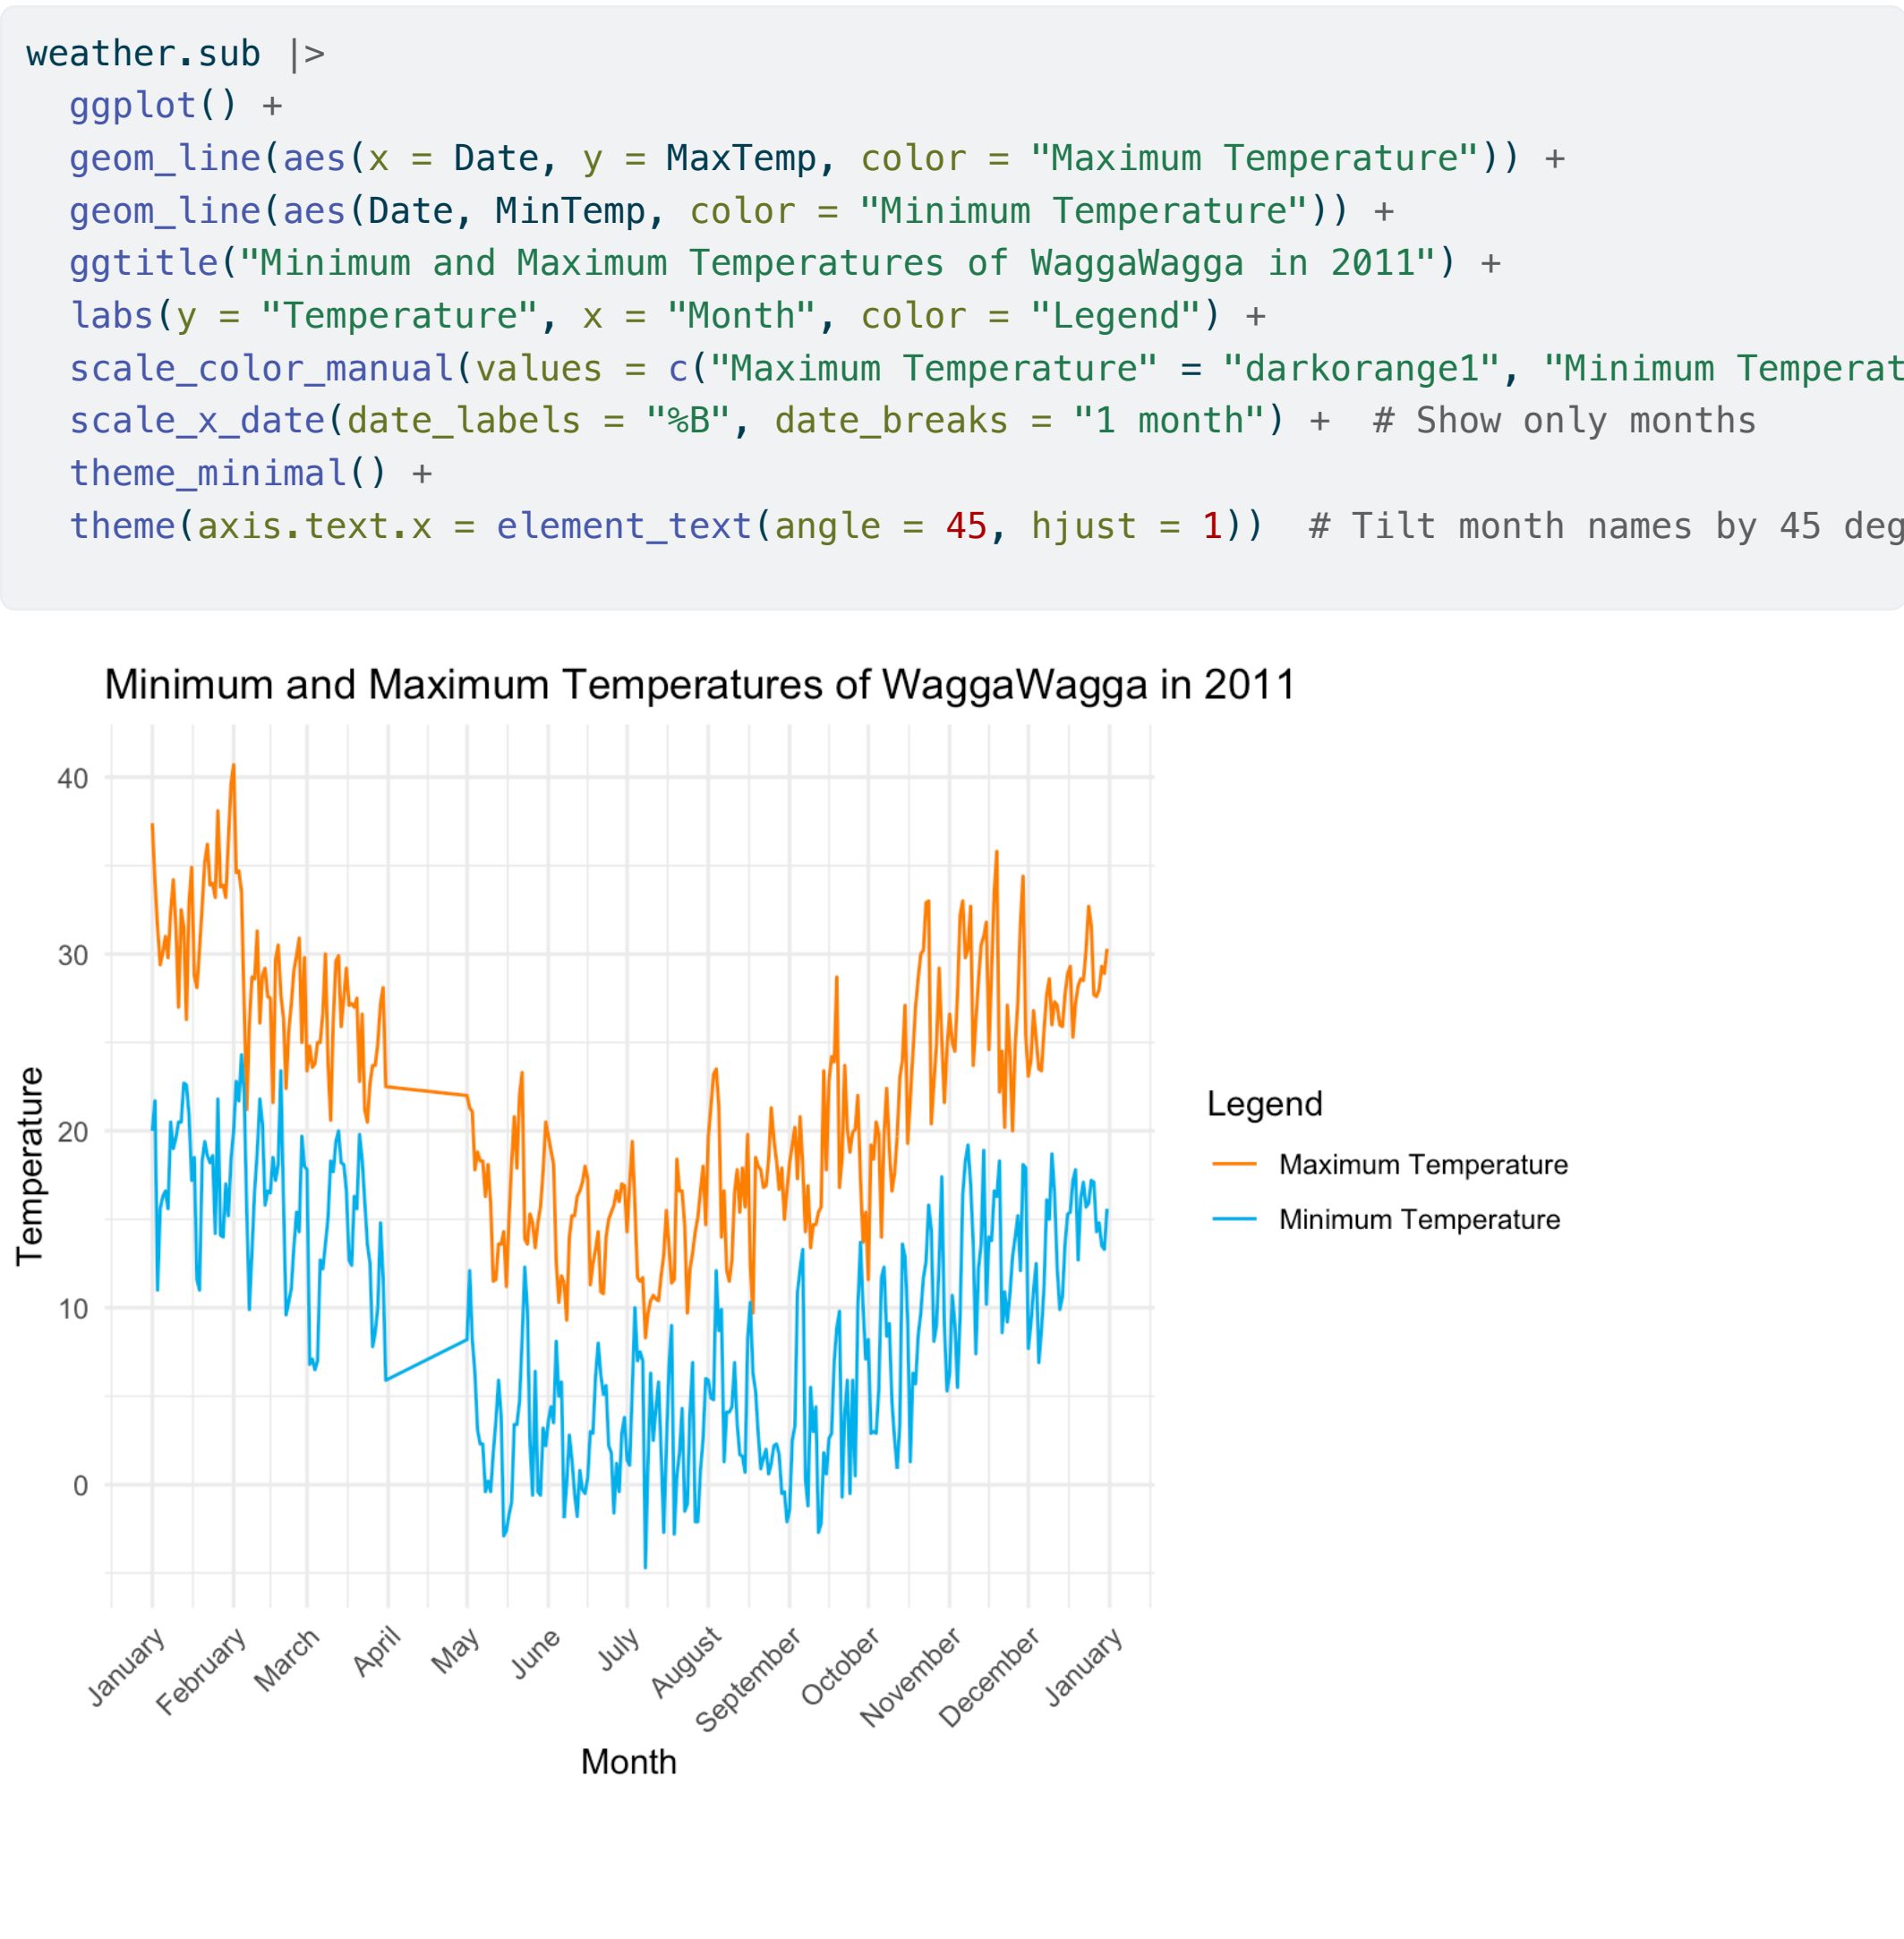 weather.sub |>
  ggplot() +
  geom_line(aes(x = Date, y = MaxTemp, color = "Maximum Temperature")) +
  geom_line(aes(Date, MinTemp, color = "Minimum Temperature")) +
  ggtitle("Minimum and Maximum Temperatures of WaggaWagga in 2011") +
  labs(y = "Temperature", x = "Month", color = "Legend") +
  scale_color_manual(values = c("Maximum Temperature" = "darkorange1", "Minimum Temperat
  scale_x_date(date_labels = "%B", date_breaks = "1 month") +  # Show only months
  theme_minimal() +
  theme(axis.text.x = element_text(angle = 45, hjust = 1))  # Tilt month names by 45 deg
Minimum and Maximum Temperatures of WaggaWagga in 2011
40
30
20
10
0
Temperature
Legend
Maximum Temperature
Minimum Temperature
January
February
March
April
May
June
July
August
September
October
November
December
January
Month